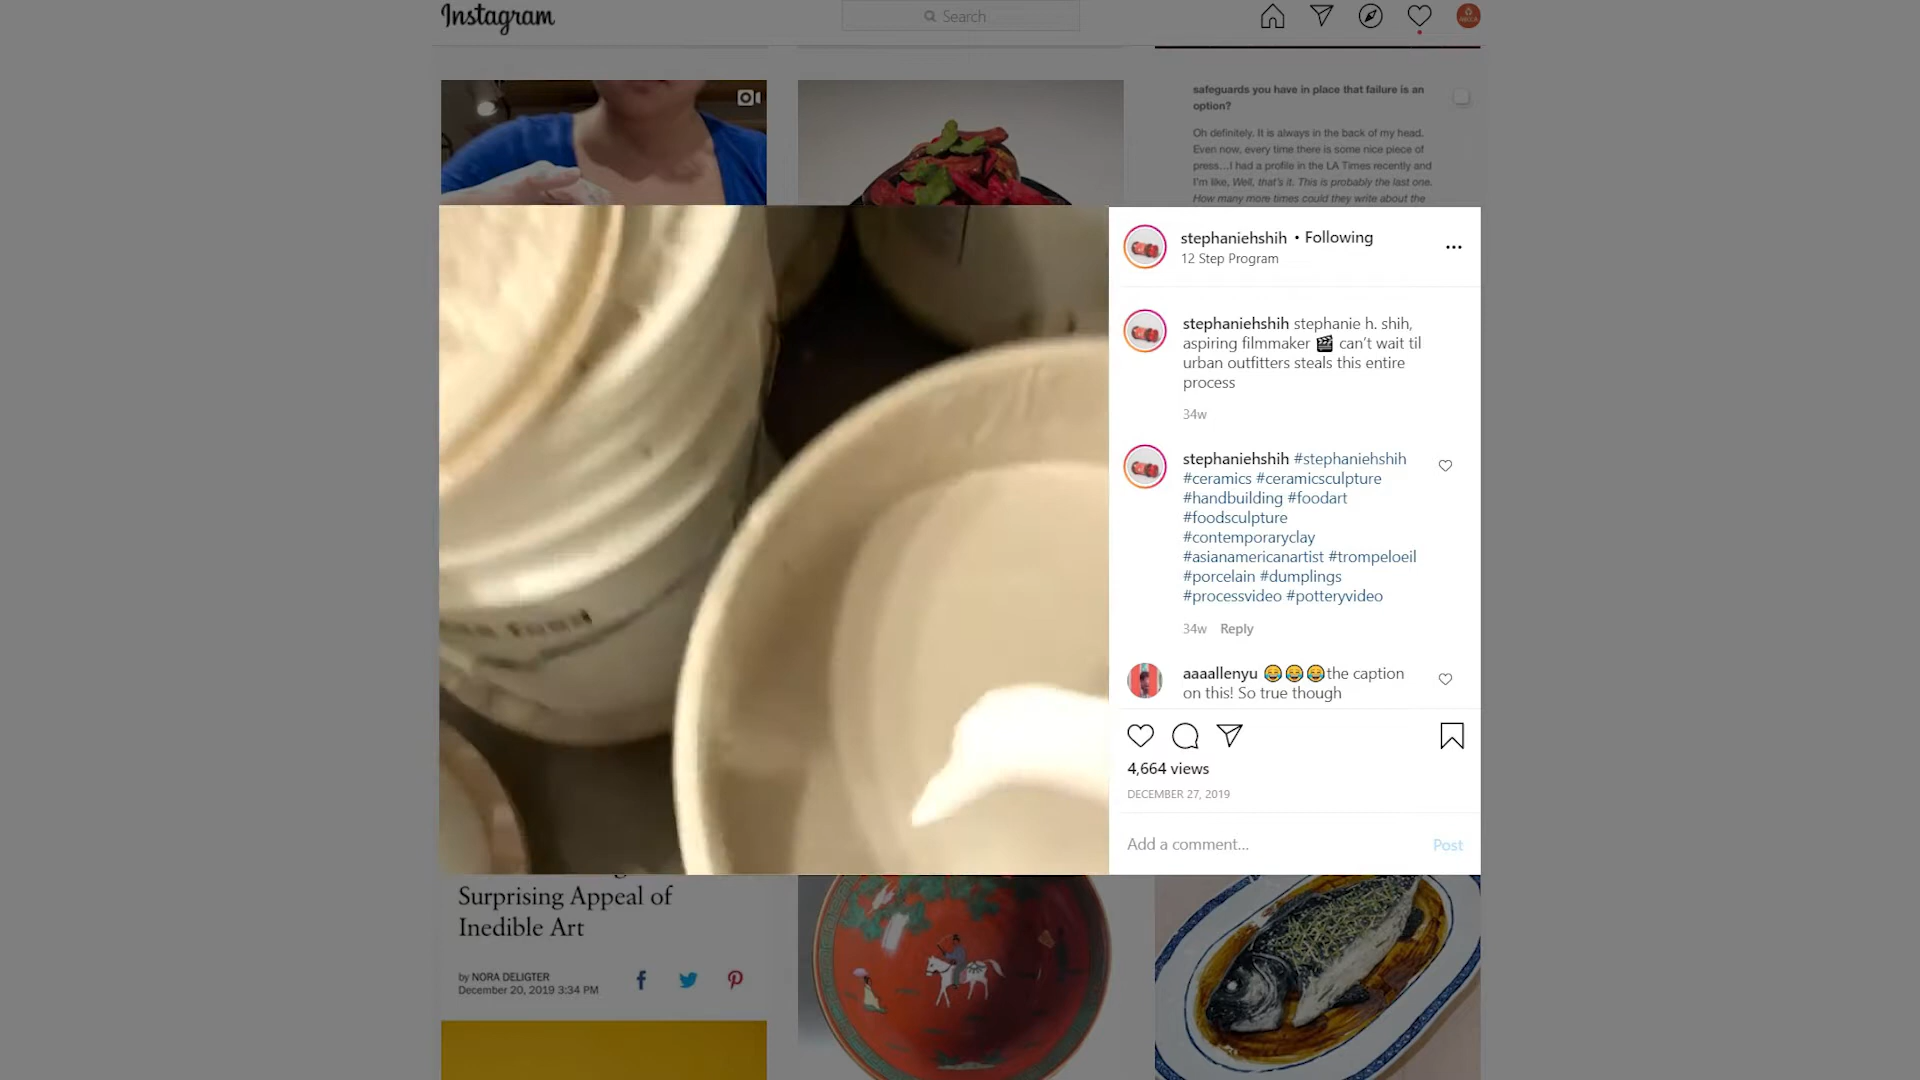 Instagram
Search
safeguards you have in place that failure is an
option?
Oh definitely. It is always in the back of my head.
Even now, every time there is some nice piece of
press...I had a profile in the LA Times recently and
I'm like, Well, that's it. This is probably the last one.
How many more times could they write about the
stephaniehshih • Following
12 Step Program
stephaniehshih stephanie h. shih,
aspiring filmmaker 🎬 can't wait til
urban outfitters steals this entire
process
34w
stephaniehshih #stephaniehshih
#ceramics #ceramicsculpture
#handbuilding #foodart
#foodsculpture
#contemporaryclay
#asianamericanartist #trompeloeil
#porcelain #dumplings
#processvideo #potteryvideo
34w Reply
aaaallenyu 😂😂😂the caption
on this! So true though
4,664 views
DECEMBER 27, 2019
Add a comment...
Post
Surprising Appeal of
Inedible Art
by NORA DELIGTER
December 20, 2019 3:34 PM